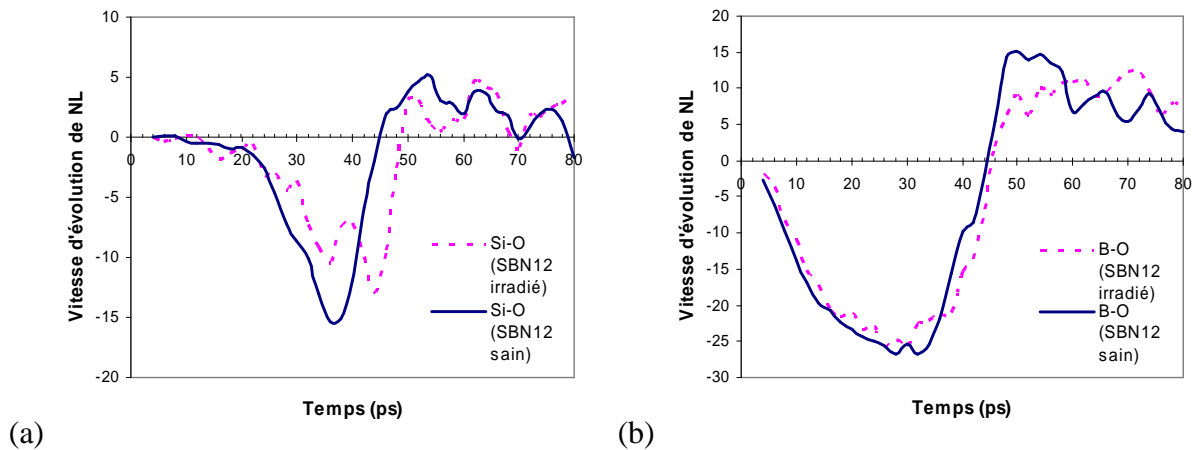 10
5
0
-5
-10
-15
-20
0
10
20
30
40
50
60
70
80
Vitesse d'évolution de NL
Temps (ps)
Si-O
(SBN12
irradié)
Si-O
(SBN12
sain)
(a)
20
15
10
5
0
-5
-10
-15
-20
-25
-30
0
10
20
30
40
50
60
70
80
Vitesse d'évolution de NL
Temps (ps)
B-O
(SBN12
irradié)
B-O
(SBN12
sain)
(b)